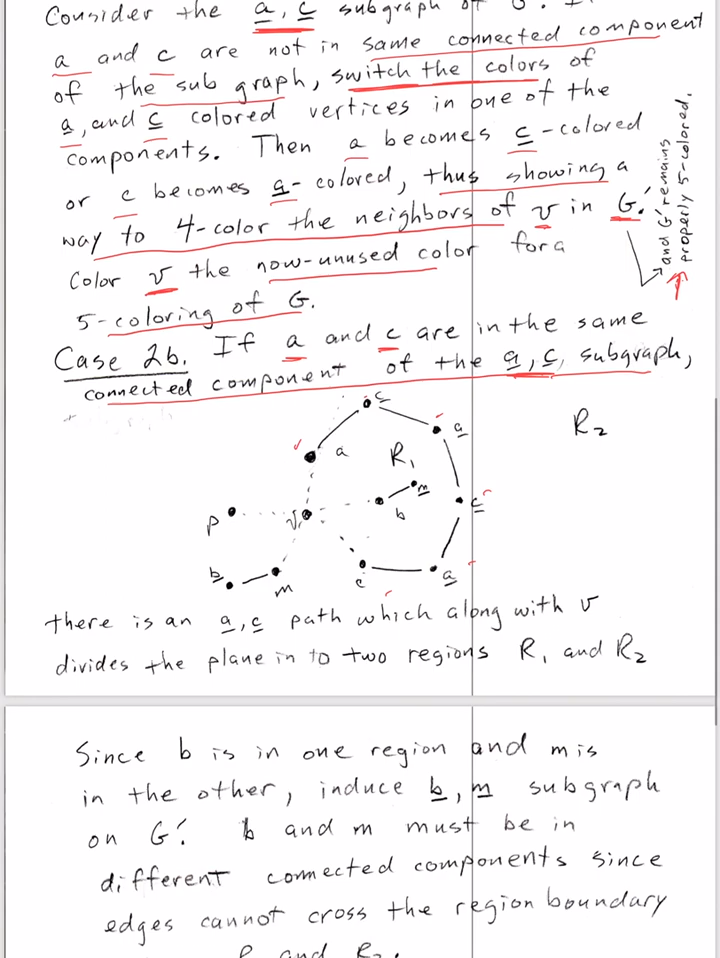 Consider the a, c subgraph of G'. If
a and c are not in same connected component
of the sub graph, switch the colors of
a, and c colored vertices in one of the
components. Then a becomes c-colored
or c becomes a-colored, thus showing a
way to 4-color the neighbors of v in G'.
and G' remains
properly 5-colored.
Color v the now-unused color for a
5-coloring of G.
Case 2b. If a and c are in the same
connected component of the a, c, subgraph,
c
a
a
R1
R2
m
b
c
p
v
b
m
c
a
there is an a, c path which along with v
divides the plane in to two regions R1 and R2
Since b is in one region and m is
in the other, induce b, m subgraph
on G'. b and m must be in
different connected components since
edges cannot cross the region boundary